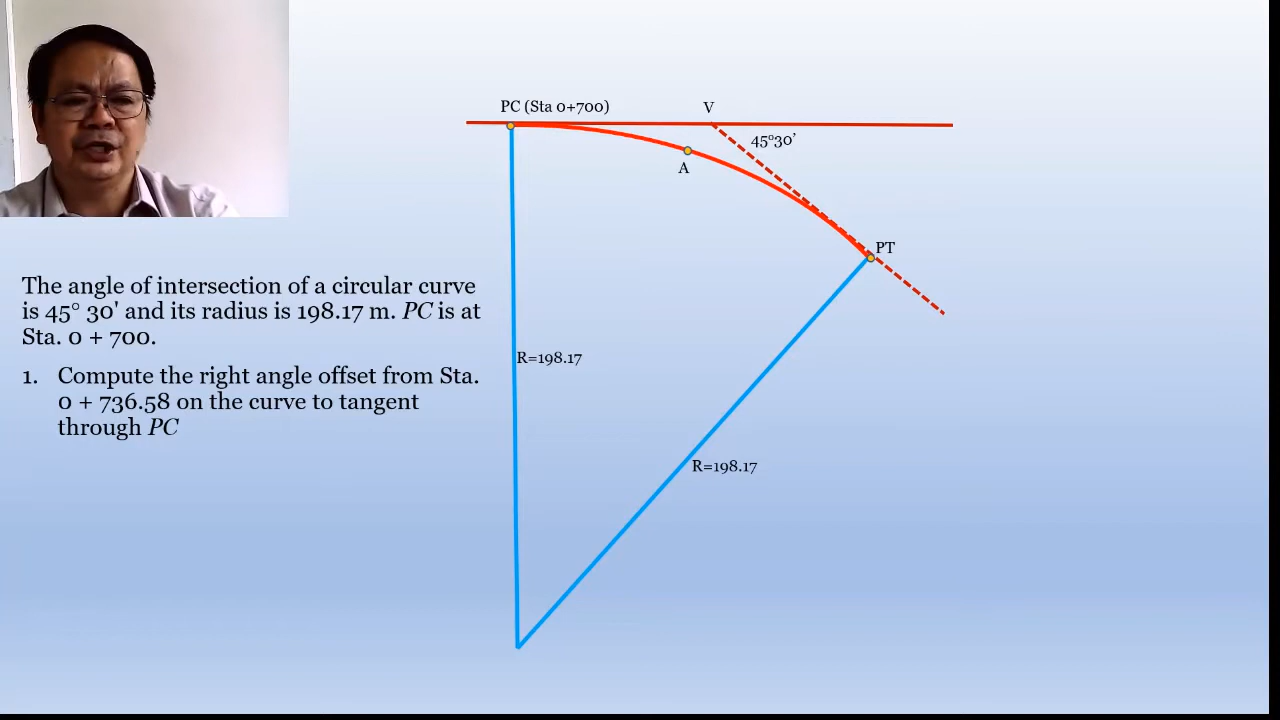 PC (Sta 0+700)
V
45°30'
A
PT
The angle of intersection of a circular curve
is 45° 30' and its radius is 198.17 m. PC is at
Sta. 0 + 700.
R=198.17
1. Compute the right angle offset from Sta.
0 + 736.58 on the curve to tangent
through PC
R=198.17